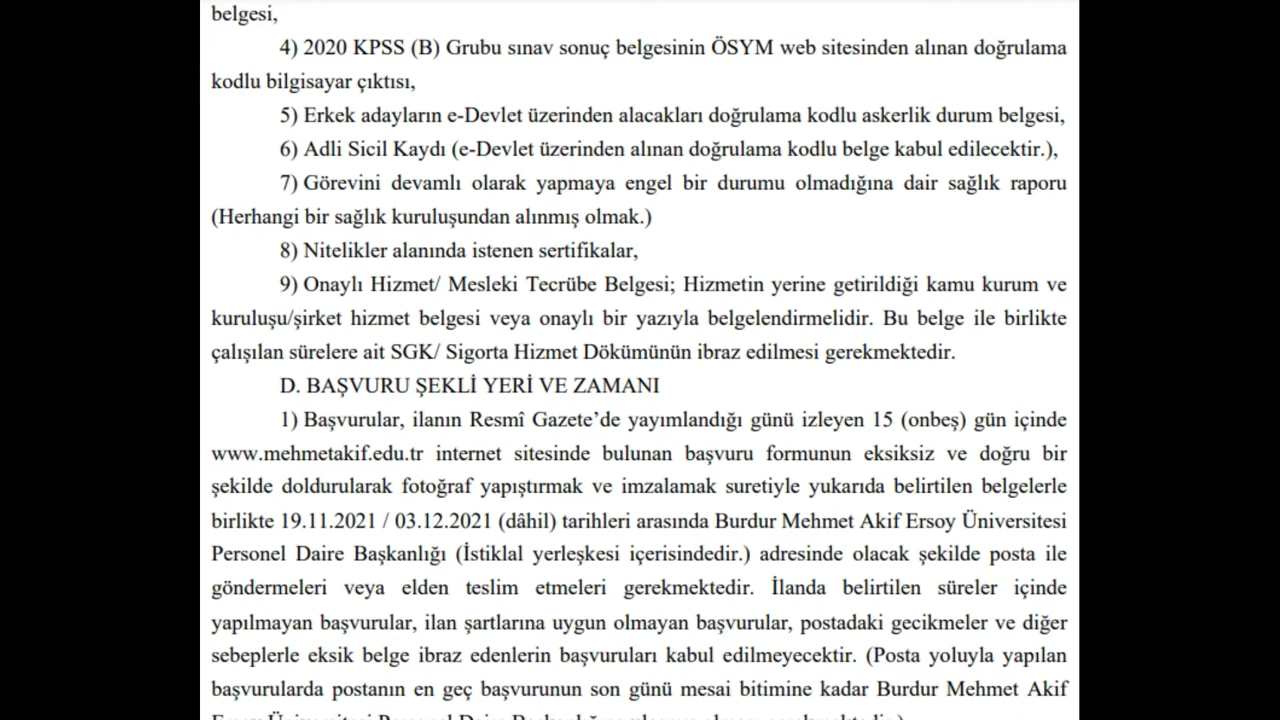 belgesi,
4) 2020 KPSS (B) Grubu sınav sonuç belgesinin ÖSYM web sitesinden alınan doğrulama
kodlu bilgisayar çıktısı,
5) Erkek adayların e-Devlet üzerinden alacakları doğrulama kodlu askerlik durum belgesi,
6) Adli Sicil Kaydı (e-Devlet üzerinden alınan doğrulama kodlu belge kabul edilecektir.),
7) Görevini devamlı olarak yapmaya engel bir durumu olmadığına dair sağlık raporu
(Herhangi bir sağlık kuruluşundan alınmış olmak.)
8) Nitelikler alanında istenen sertifikalar,
9) Onaylı Hizmet/ Mesleki Tecrübe Belgesi; Hizmetin yerine getirildiği kamu kurum ve
kuruluşu/şirket hizmet belgesi veya onaylı bir yazıyla belgelendirmelidir. Bu belge ile birlikte
çalışılan sürelere ait SGK/ Sigorta Hizmet Dökümünün ibraz edilmesi gerekmektedir.
D. BAŞVURU ŞEKLİ YERİ VE ZAMANI
1) Başvurular, ilanın Resmî Gazete’de yayımlandığı günü izleyen 15 (onbeş) gün içinde
www.mehmetakif.edu.tr internet sitesinde bulunan başvuru formunun eksiksiz ve doğru bir
şekilde doldurularak fotoğraf yapıştırmak ve imzalamak suretiyle yukarıda belirtilen belgelerle
birlikte 19.11.2021 / 03.12.2021 (dâhil) tarihleri arasında Burdur Mehmet Akif Ersoy Üniversitesi
Personel Daire Başkanlığı (İstiklal yerleşkesi içerisindedir.) adresinde olacak şekilde posta ile
göndermeleri veya elden teslim etmeleri gerekmektedir. İlanda belirtilen süreler içinde
yapılmayan başvurular, ilan şartlarına uygun olmayan başvurular, postadaki gecikmeler ve diğer
sebeplerle eksik belge ibraz edenlerin başvuruları kabul edilmeyecektir. (Posta yoluyla yapılan
başvurularda postanın en geç başvurunun son günü mesai bitimine kadar Burdur Mehmet Akif
Ersoy Üniversitesi Personel Daire